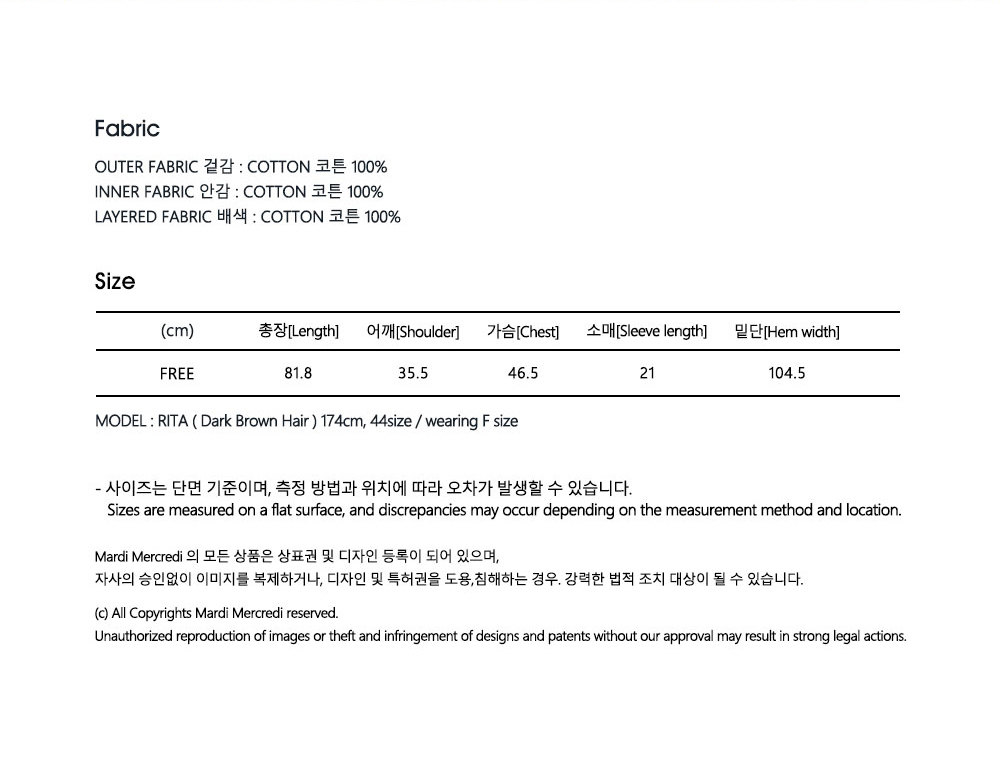 Fabric
OUTER FABRIC 겉감 : COTTON 코튼 100%
INNER FABRIC 안감 : COTTON 코튼 100%
LAYERED FABRIC 배색 : COTTON 코튼 100%
Size
(cm) 총장[Length] 어깨[Shoulder] 가슴[Chest] 소매[Sleeve length] 밑단[Hem width]
FREE 81.8 35.5 46.5 21 104.5
MODEL : RITA ( Dark Brown Hair ) 174cm, 44size / wearing F size
- 사이즈는 단면 기준이며, 측정 방법과 위치에 따라 오차가 발생할 수 있습니다.
Sizes are measured on a flat surface, and discrepancies may occur depending on the measurement method and location.
Mardi Mercredi 의 모든 상품은 상표권 및 디자인 등록이 되어 있으며,
자사의 승인없이 이미지를 복제하거나, 디자인 및 특허권을 도용,침해하는 경우. 강력한 법적 조치 대상이 될 수 있습니다.
(c) All Copyrights Mardi Mercredi reserved.
Unauthorized reproduction of images or theft and infringement of designs and patents without our approval may result in strong legal actions.